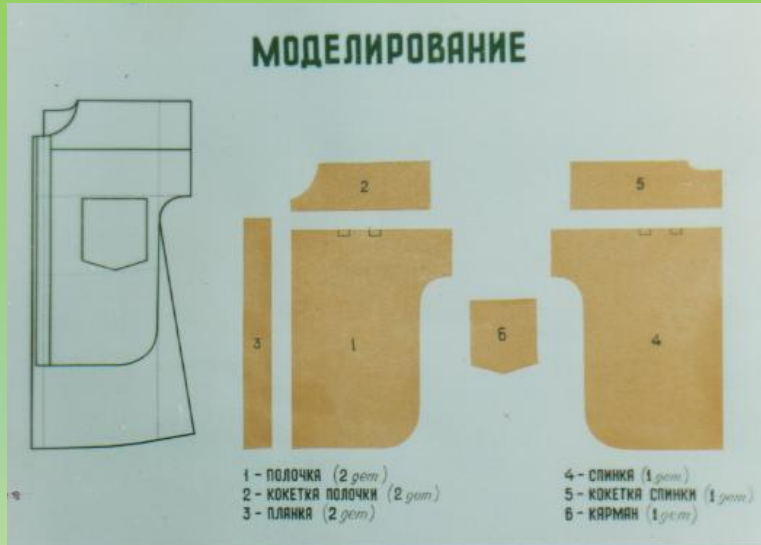 МОДЕЛИРОВАНИЕ
2
5
3
1
6
4
1 - ПОЛОЧКА (2 дет)
2 - КОКЕТКА ПОЛОЧКИ (2 дет)
3 - ПЛАНКА (2 дет)
4 - СПИНКА (1 дет)
5 - КОКЕТКА СПИНКИ (1 дет)
6 - КАРМАН (1 дет)